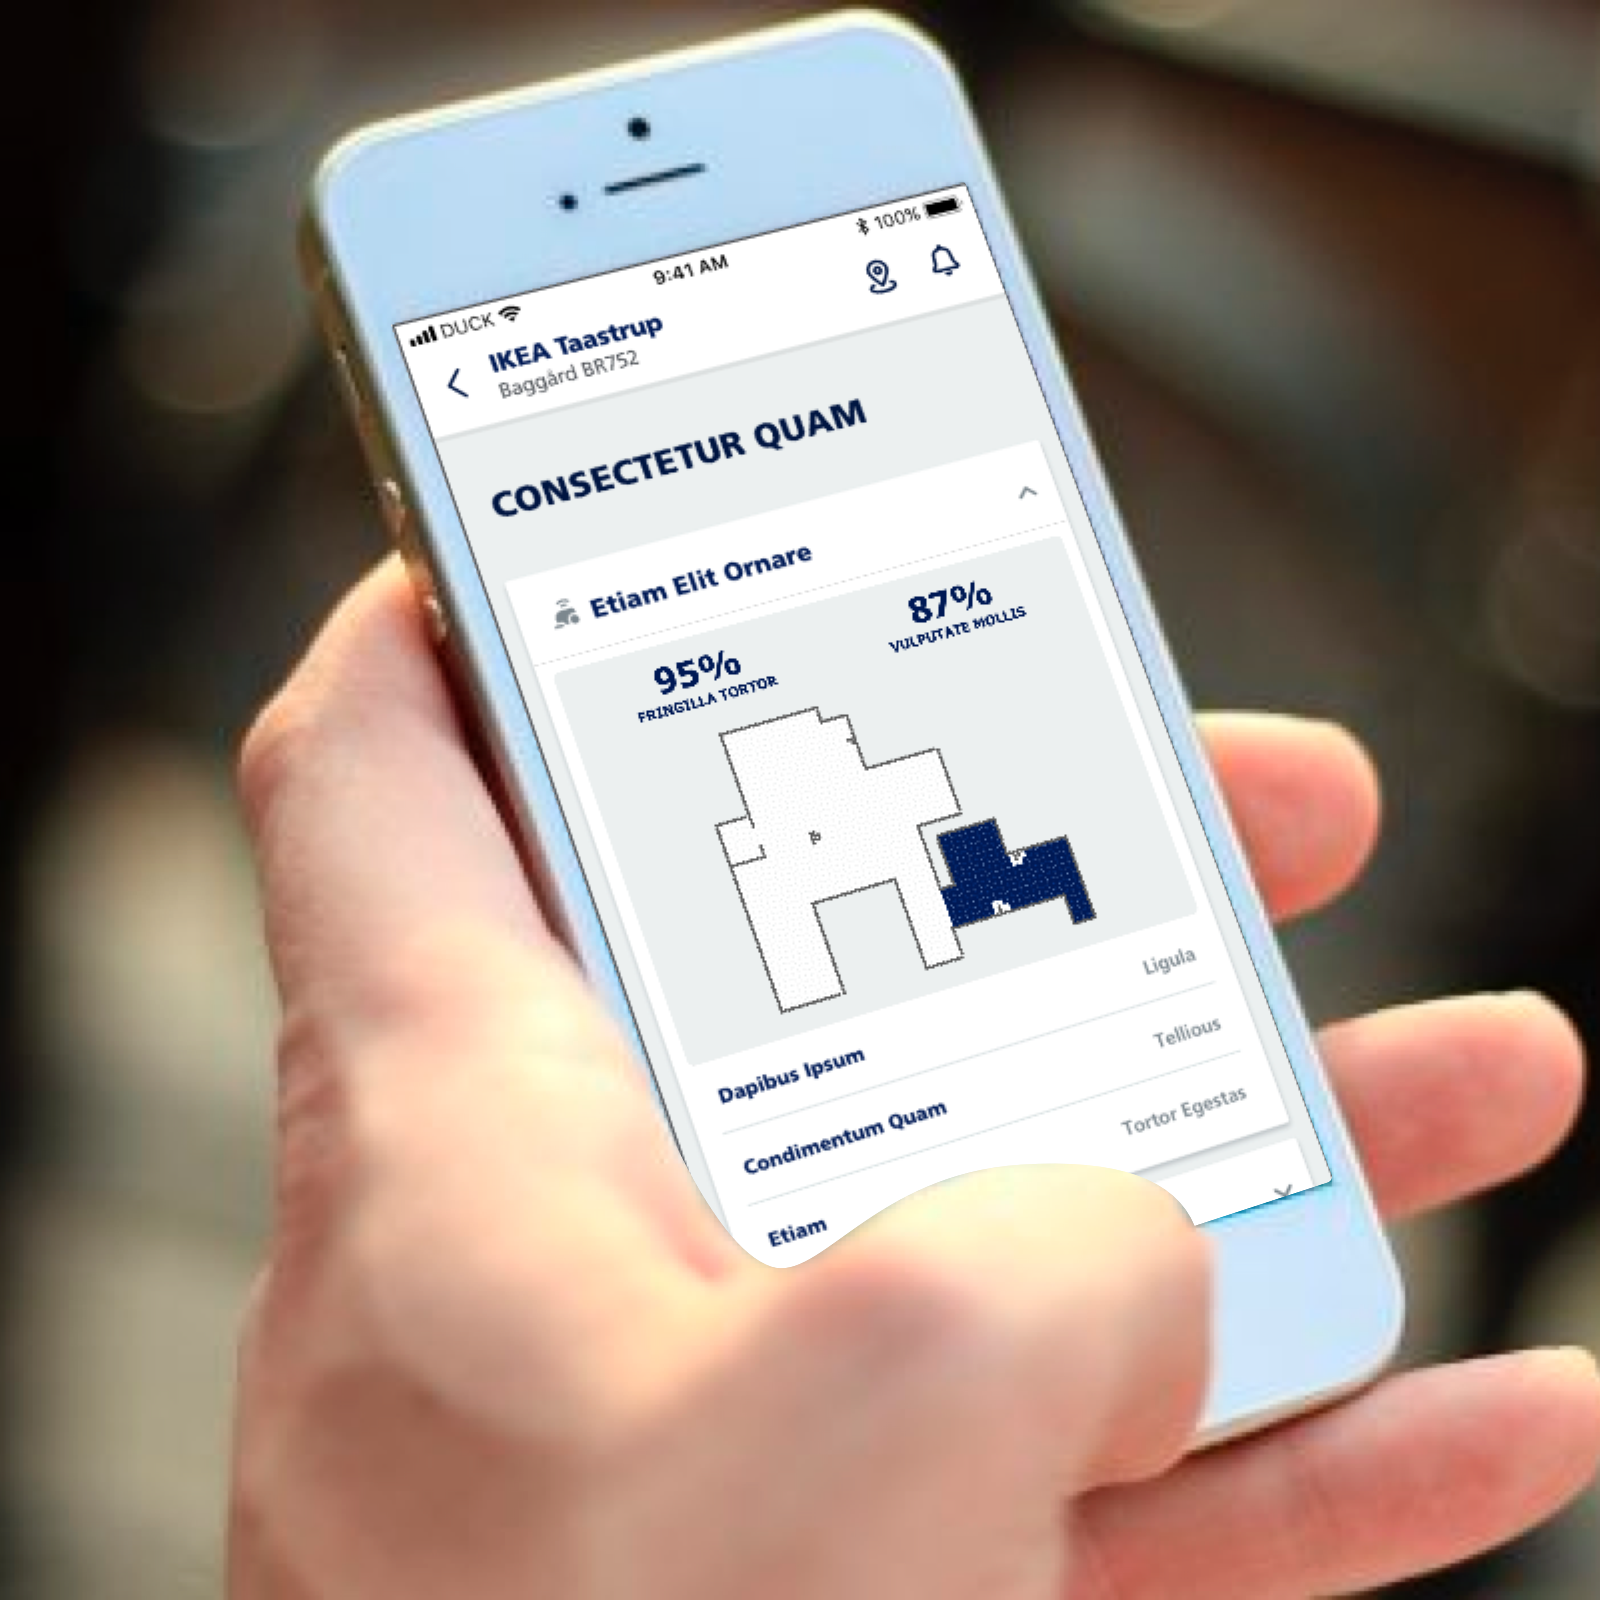 DUCK 9:41 AM 100%
IKEA Taastrup
Baggård BR752
CONSECTETUR QUAM
Etiam Elit Ornare
95%
FRINGILLA TORTOR
87%
VULPUTATE MOLLIS
Dapibus Ipsum Ligula
Condimentum Quam Tellious
Etiam Tortor Egestas